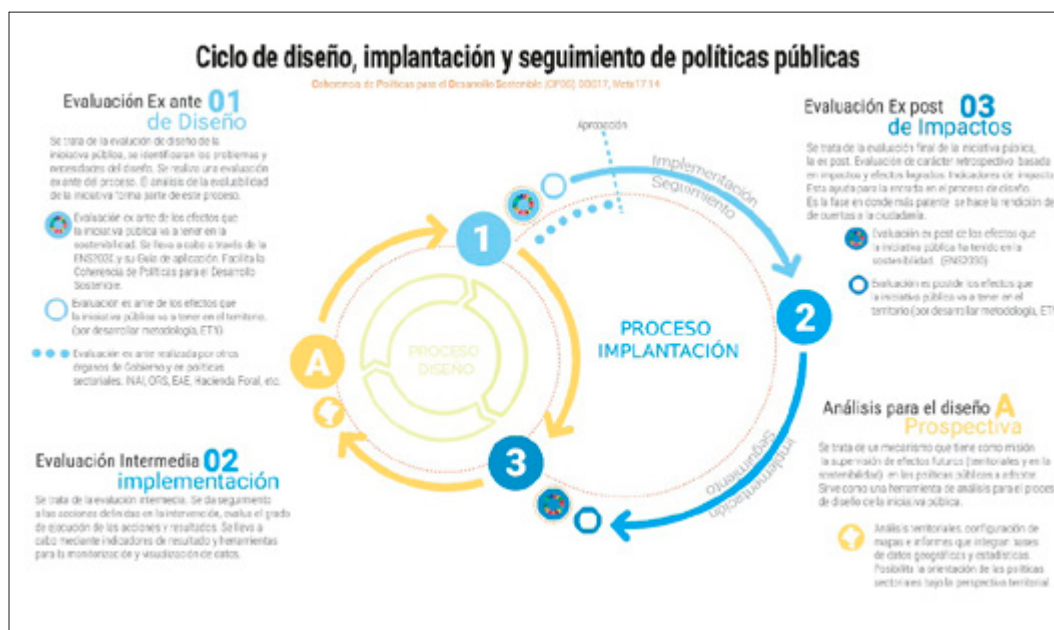 Ciclo de diseño, implantación y seguimiento de políticas públicas
Coherencia de Políticas para el Desarrollo Sostenible (CPDS) ODS17, Meta 17.14
Evaluación Ex ante 01
de Diseño
Se trata de la evaluación de diseño de la
iniciativa pública, se identificaran los problemas y
necesidades del diseño. Se realiza una evaluación
ex ante del proceso. El analisis de la evaluabilidad
de la iniciativa forma parte de este proceso.
Evaluación ex ante de los efectos que
la iniciativa pública va a tener en la
sostenibilidad. Se lleva a cabo a través de la
ENS2030 y su Guía de aplicación. Facilita la
Coherencia de Políticas para el Desarrollo
Sostenible.
Evaluación ex ante de los efectos que
la iniciativa pública va a tener en el territorio.
(por desarrollar metodología, ETY)
Evaluación ex ante realizada por otros
órganos de Gobierno y en políticas
sectoriales. INAI, ORS, EAE, Hacienda Foral, etc.
Evaluación Intermedia 02
implementación
Se trata de la evaluación intermedia. Se da seguimiento
a las acciones definidas en la intervención, evalua el grado
de ejecución de las acciones y resultados. Se lleva a
cabo mediante indicadores de resultado y herramientas
para la monitorización y visualización de datos.
Aprobación
Implementación
Seguimiento
1
2
3
A
PROCESO
DISEÑO
PROCESO
IMPLANTACIÓN
Implementación
Seguimiento
Evaluación Ex post 03
de Impactos
Se trata de la evaluación final de la iniciativa pública,
la ex post. Evaluación de carácter retrospectivo basada
en impactos y efectos logrados. Indicadores de impacto.
Esta ayuda para la entrada en el proceso de diseño.
Es la fase en donde más patente se hace la rendición de
de cuentas a la ciudadanía.
Evaluación ex post de los efectos que
la iniciativa pública ha tenido en la
sostenibilidad. (ENS2030)
Evaluación ex postde los efectos que
la iniciativa pública va a tener en el
territorio (por desarrollar metodología, ETY
Análisis para el diseño A
Prospectiva
Se trata de un mecanismo que tiene como misión
la supervisión de efectos futuros (territoriales y en la
sostenibilidad) en las políticas públicas a adoptar.
Sirve como una herramienta de análisis para el proceso
de diseño de la iniciativa pública.
Análisis territoriales, configuración de
mapas e informes que integran bases
de datos geográficos y estadísticas.
Posibilita la orientación de las políticas
sectoriales bajo la perspectiva territorial